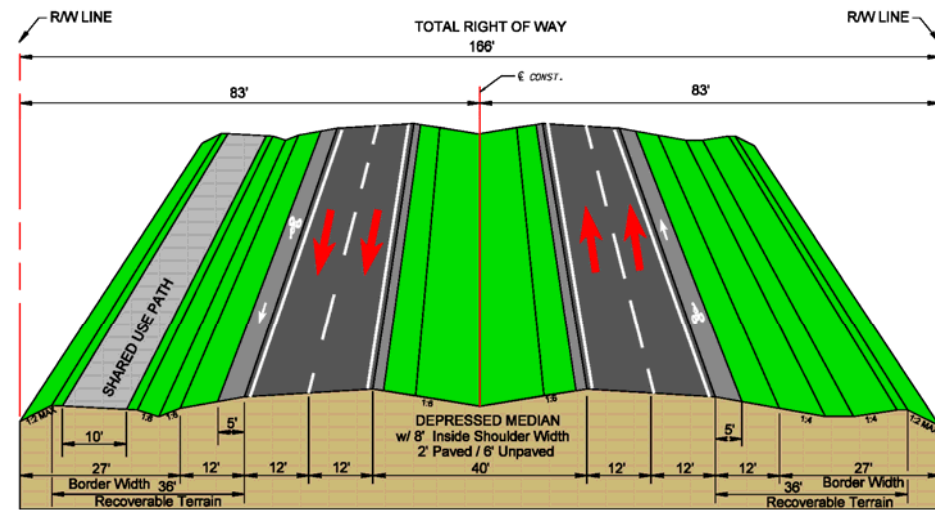 R/W LINE
R/W LINE
TOTAL RIGHT OF WAY
166'
℄ CONST.
83'
83'
SHARED USE PATH
1:2 MAX
1:6
1:6
1:6
1:6
1:4
1:4
1:2 MAX
DEPRESSED MEDIAN
w/ 8' Inside Shoulder Width
2' Paved / 6' Unpaved
10'
5'
5'
27'
12'
12'
12'
40'
12'
12'
12'
27'
Border Width
Border Width
36'
36'
Recoverable Terrain
Recoverable Terrain